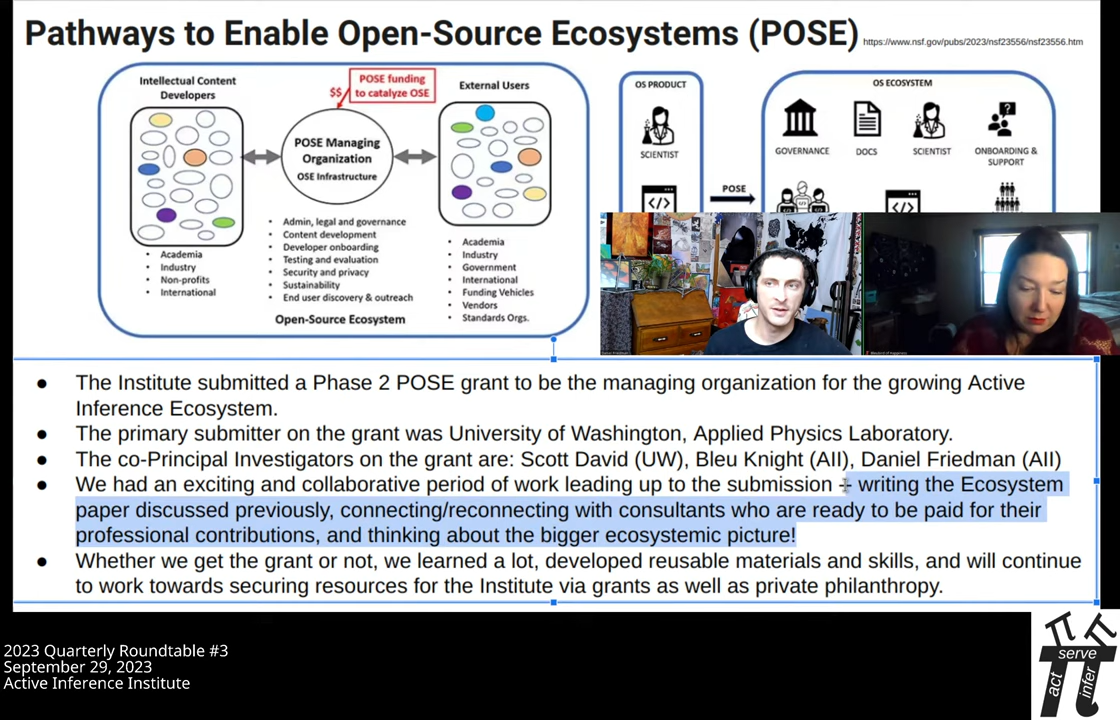 Pathways to Enable Open-Source Ecosystems (POSE) https://www.nsf.gov/pubs/2023/nsf23556/nsf23556.htm
Intellectual Content
Developers
$$
POSE funding
to catalyze OSE
External Users
POSE Managing
Organization
OSE Infrastructure
Academia
Industry
Non-profits
International
Admin, legal and governance
Content development
Developer onboarding
Testing and evaluation
Security and privacy
Sustainability
End user discovery & outreach
Academia
Industry
Government
International
Funding Vehicles
Vendors
Standards Orgs.
Open-Source Ecosystem
OS PRODUCT
SCIENTIST
</>
POSE
OS ECOSYSTEM
GOVERNANCE
DOCS
SCIENTIST
ONBOARDING &
SUPPORT
</>
● The Institute submitted a Phase 2 POSE grant to be the managing organization for the growing Active
Inference Ecosystem.
● The primary submitter on the grant was University of Washington, Applied Physics Laboratory.
● The co-Principal Investigators on the grant are: Scott David (UW), Bleu Knight (AII), Daniel Friedman (AII)
● We had an exciting and collaborative period of work leading up to the submission - writing the Ecosystem
paper discussed previously, connecting/reconnecting with consultants who are ready to be paid for their
professional contributions, and thinking about the bigger ecosystemic picture!
● Whether we get the grant or not, we learned a lot, developed reusable materials and skills, and will continue
to work towards securing resources for the Institute via grants as well as private philanthropy.
2023 Quarterly Roundtable #3
September 29, 2023
Active Inference Institute
serve
act
infer